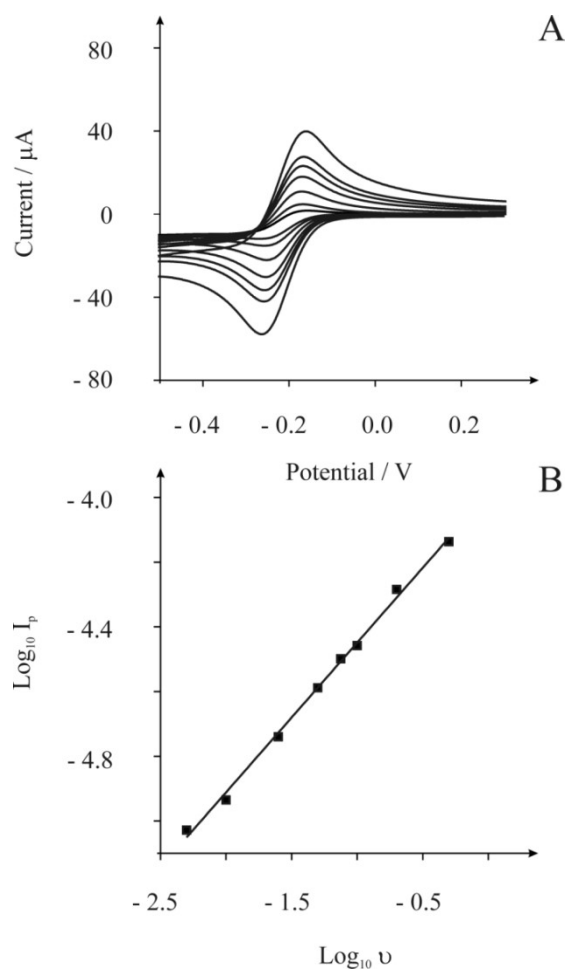 A
80
40
0
- 40
- 80
Current / μA
- 0.4 - 0.2 0.0 0.2
Potential / V
B
- 4.0
- 4.4
- 4.8
Log₁₀ Iₚ
- 2.5 - 1.5 - 0.5
Log₁₀ υ